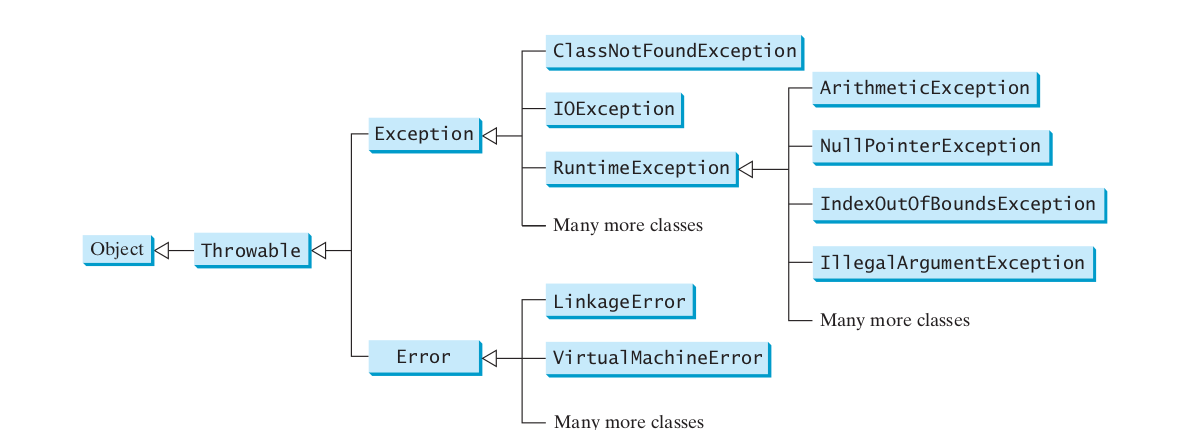 ClassNotFoundException
ArithmeticException
IOException
Exception
NullPointerException
RuntimeException
IndexOutOfBoundsException
Many more classes
Object
Throwable
IllegalArgumentException
LinkageError
Many more classes
Error
VirtualMachineError
Many more classes